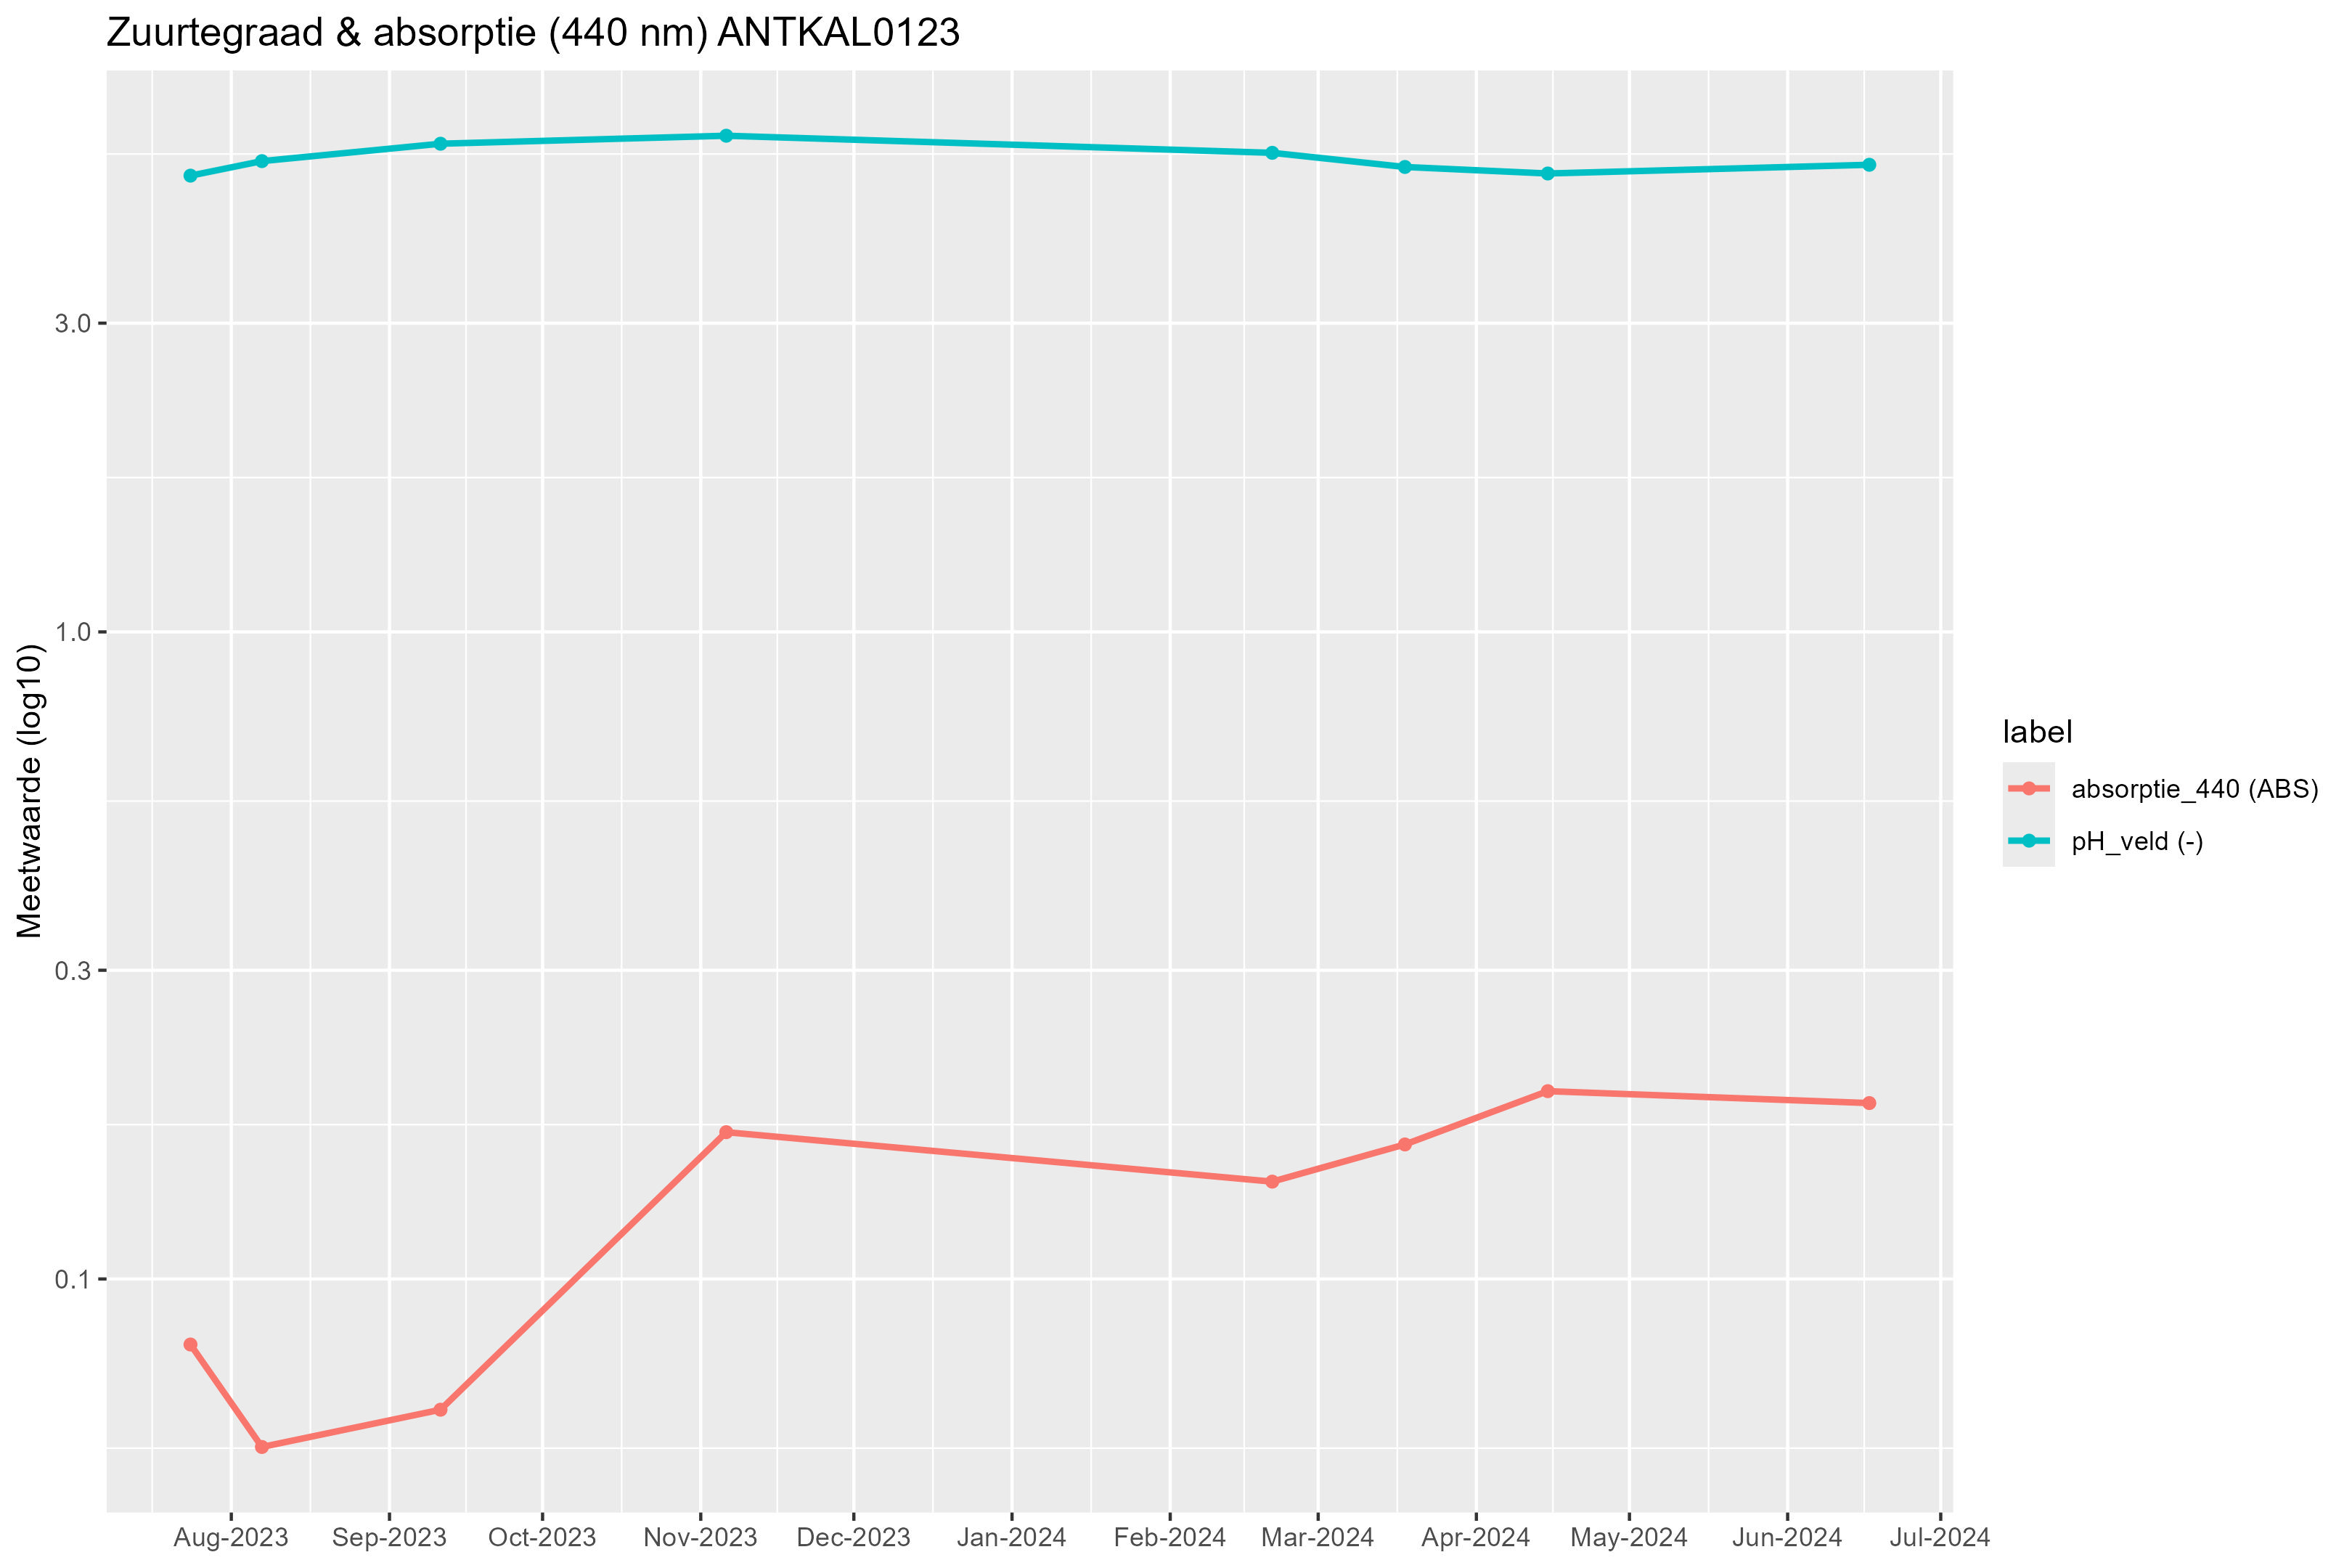 Zuurtegraad & absorptie (440 nm) ANTKAL0123
Meetwaarde (log10)
3.0
1.0
0.3
0.1
Aug-2023
Sep-2023
Oct-2023
Nov-2023
Dec-2023
Jan-2024
Feb-2024
Mar-2024
Apr-2024
May-2024
Jun-2024
Jul-2024
label
absorptie_440 (ABS)
pH_veld (-)